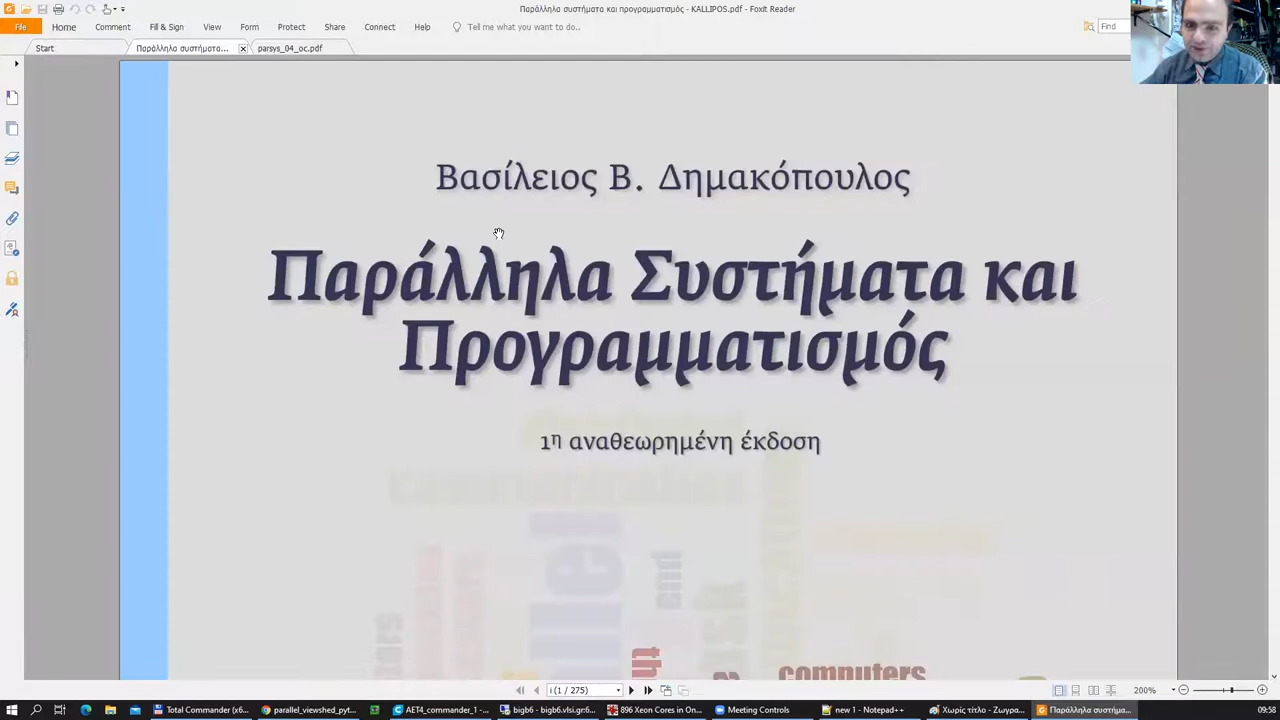 Παράλληλα συστήματα και προγραμματισμός - KALLIPOS.pdf - Foxit Reader
File Home Comment Fill & Sign View Form Protect Share Connect Help Tell me what you want to do.. Find
Start Παράλληλα συστήματα... parsys_04_oc.pdf
Βασίλειος Β. Δημακόπουλος
Παράλληλα Συστήματα και
Προγραμματισμός
1η αναθεωρημένη έκδοση
computers
i (1 / 275) 200%
Total Commander (x6... parallel_viewshed_pyt... AET4_commander_1 -... bigb6 - bigb6.vlsi.gr:6... 896 Xeon Cores in On... Meeting Controls new 1 - Notepad++ Χωρίς τίτλο - Ζωγρα... Παράλληλα συστήμα... 09:58